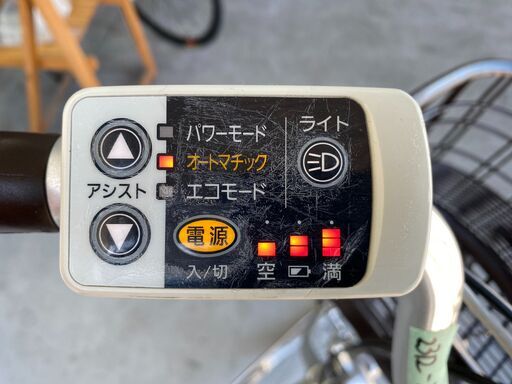 パワーモード
オートマチック
エコモード
アシスト
ライト
電源
入/切
空
満